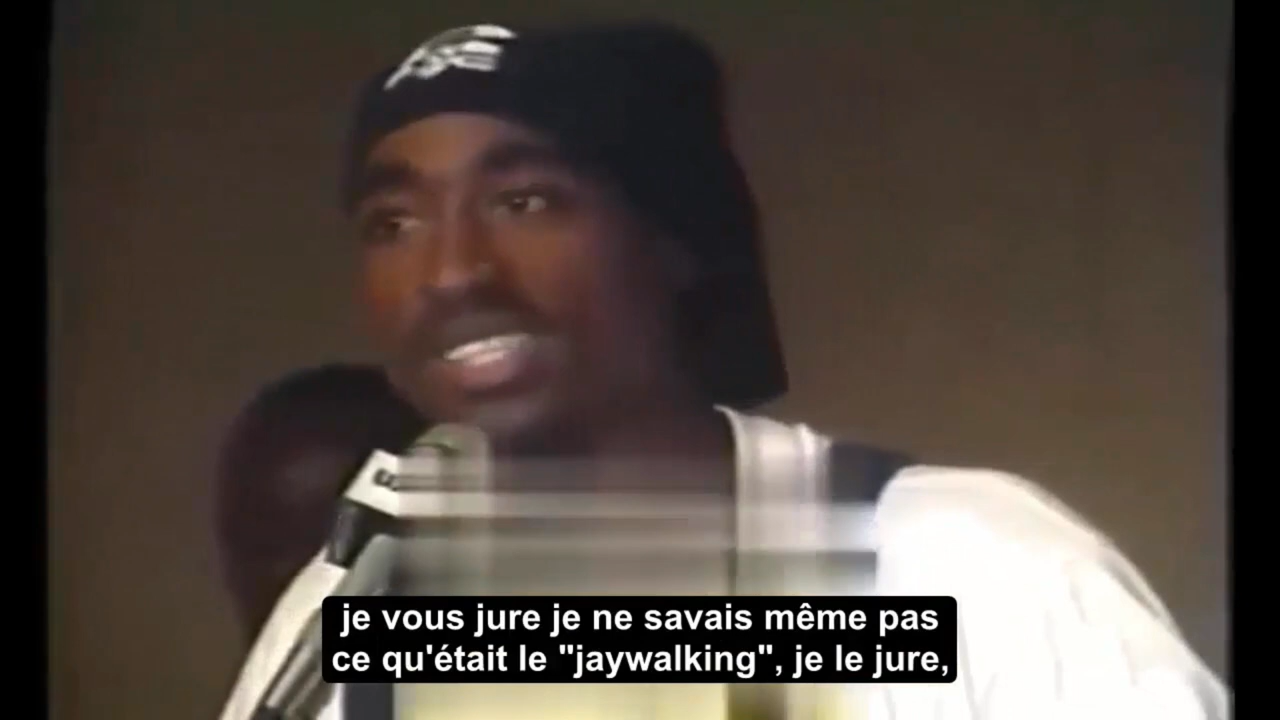 je vous jure je ne savais même pas
ce qu'était le "jaywalking", je le jure,